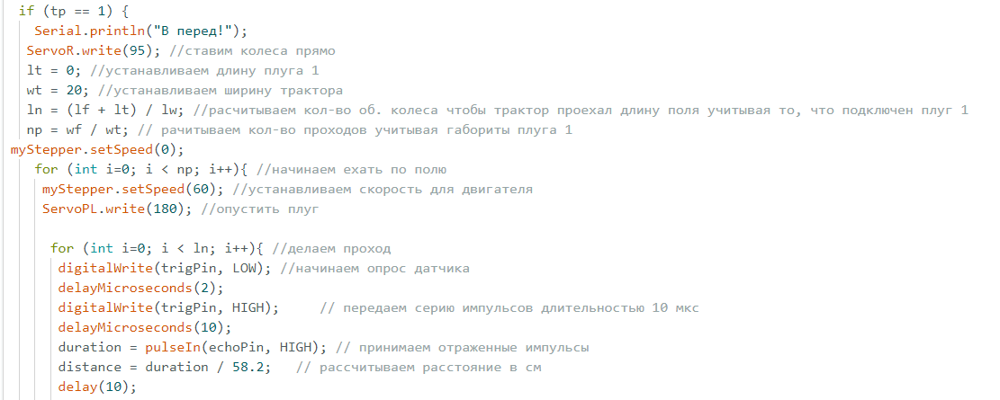 if (tp == 1) {
Serial.println("В перед!");
ServoR.write(95); //ставим колеса прямо
lt = 0; //устанавливаем длину плуга 1
wt = 20; //устанавливаем ширину трактора
ln = (lf + lt) / lw; //расчитываем кол-во об. колеса чтобы трактор проехал длину поля учитывая то, что подключен плуг 1
np = wf / wt; // рачитываем кол-во проходов учитывая габориты плуга 1
myStepper.setSpeed(0);
for (int i=0; i < np; i++){ //начинаем ехать по полю
myStepper.setSpeed(60); //устанавливаем скорость для двигателя
ServoPL.write(180); //опустить плуг
for (int i=0; i < ln; i++){ //делаем проход
digitalWrite(trigPin, LOW); //начинаем опрос датчика
delayMicroseconds(2);
digitalWrite(trigPin, HIGH); // передаем серию импульсов длительностью 10 мкс
delayMicroseconds(10);
duration = pulseIn(echoPin, HIGH); // принимаем отраженные импульсы
distance = duration / 58.2; // рассчитываем расстояние в см
delay(10);